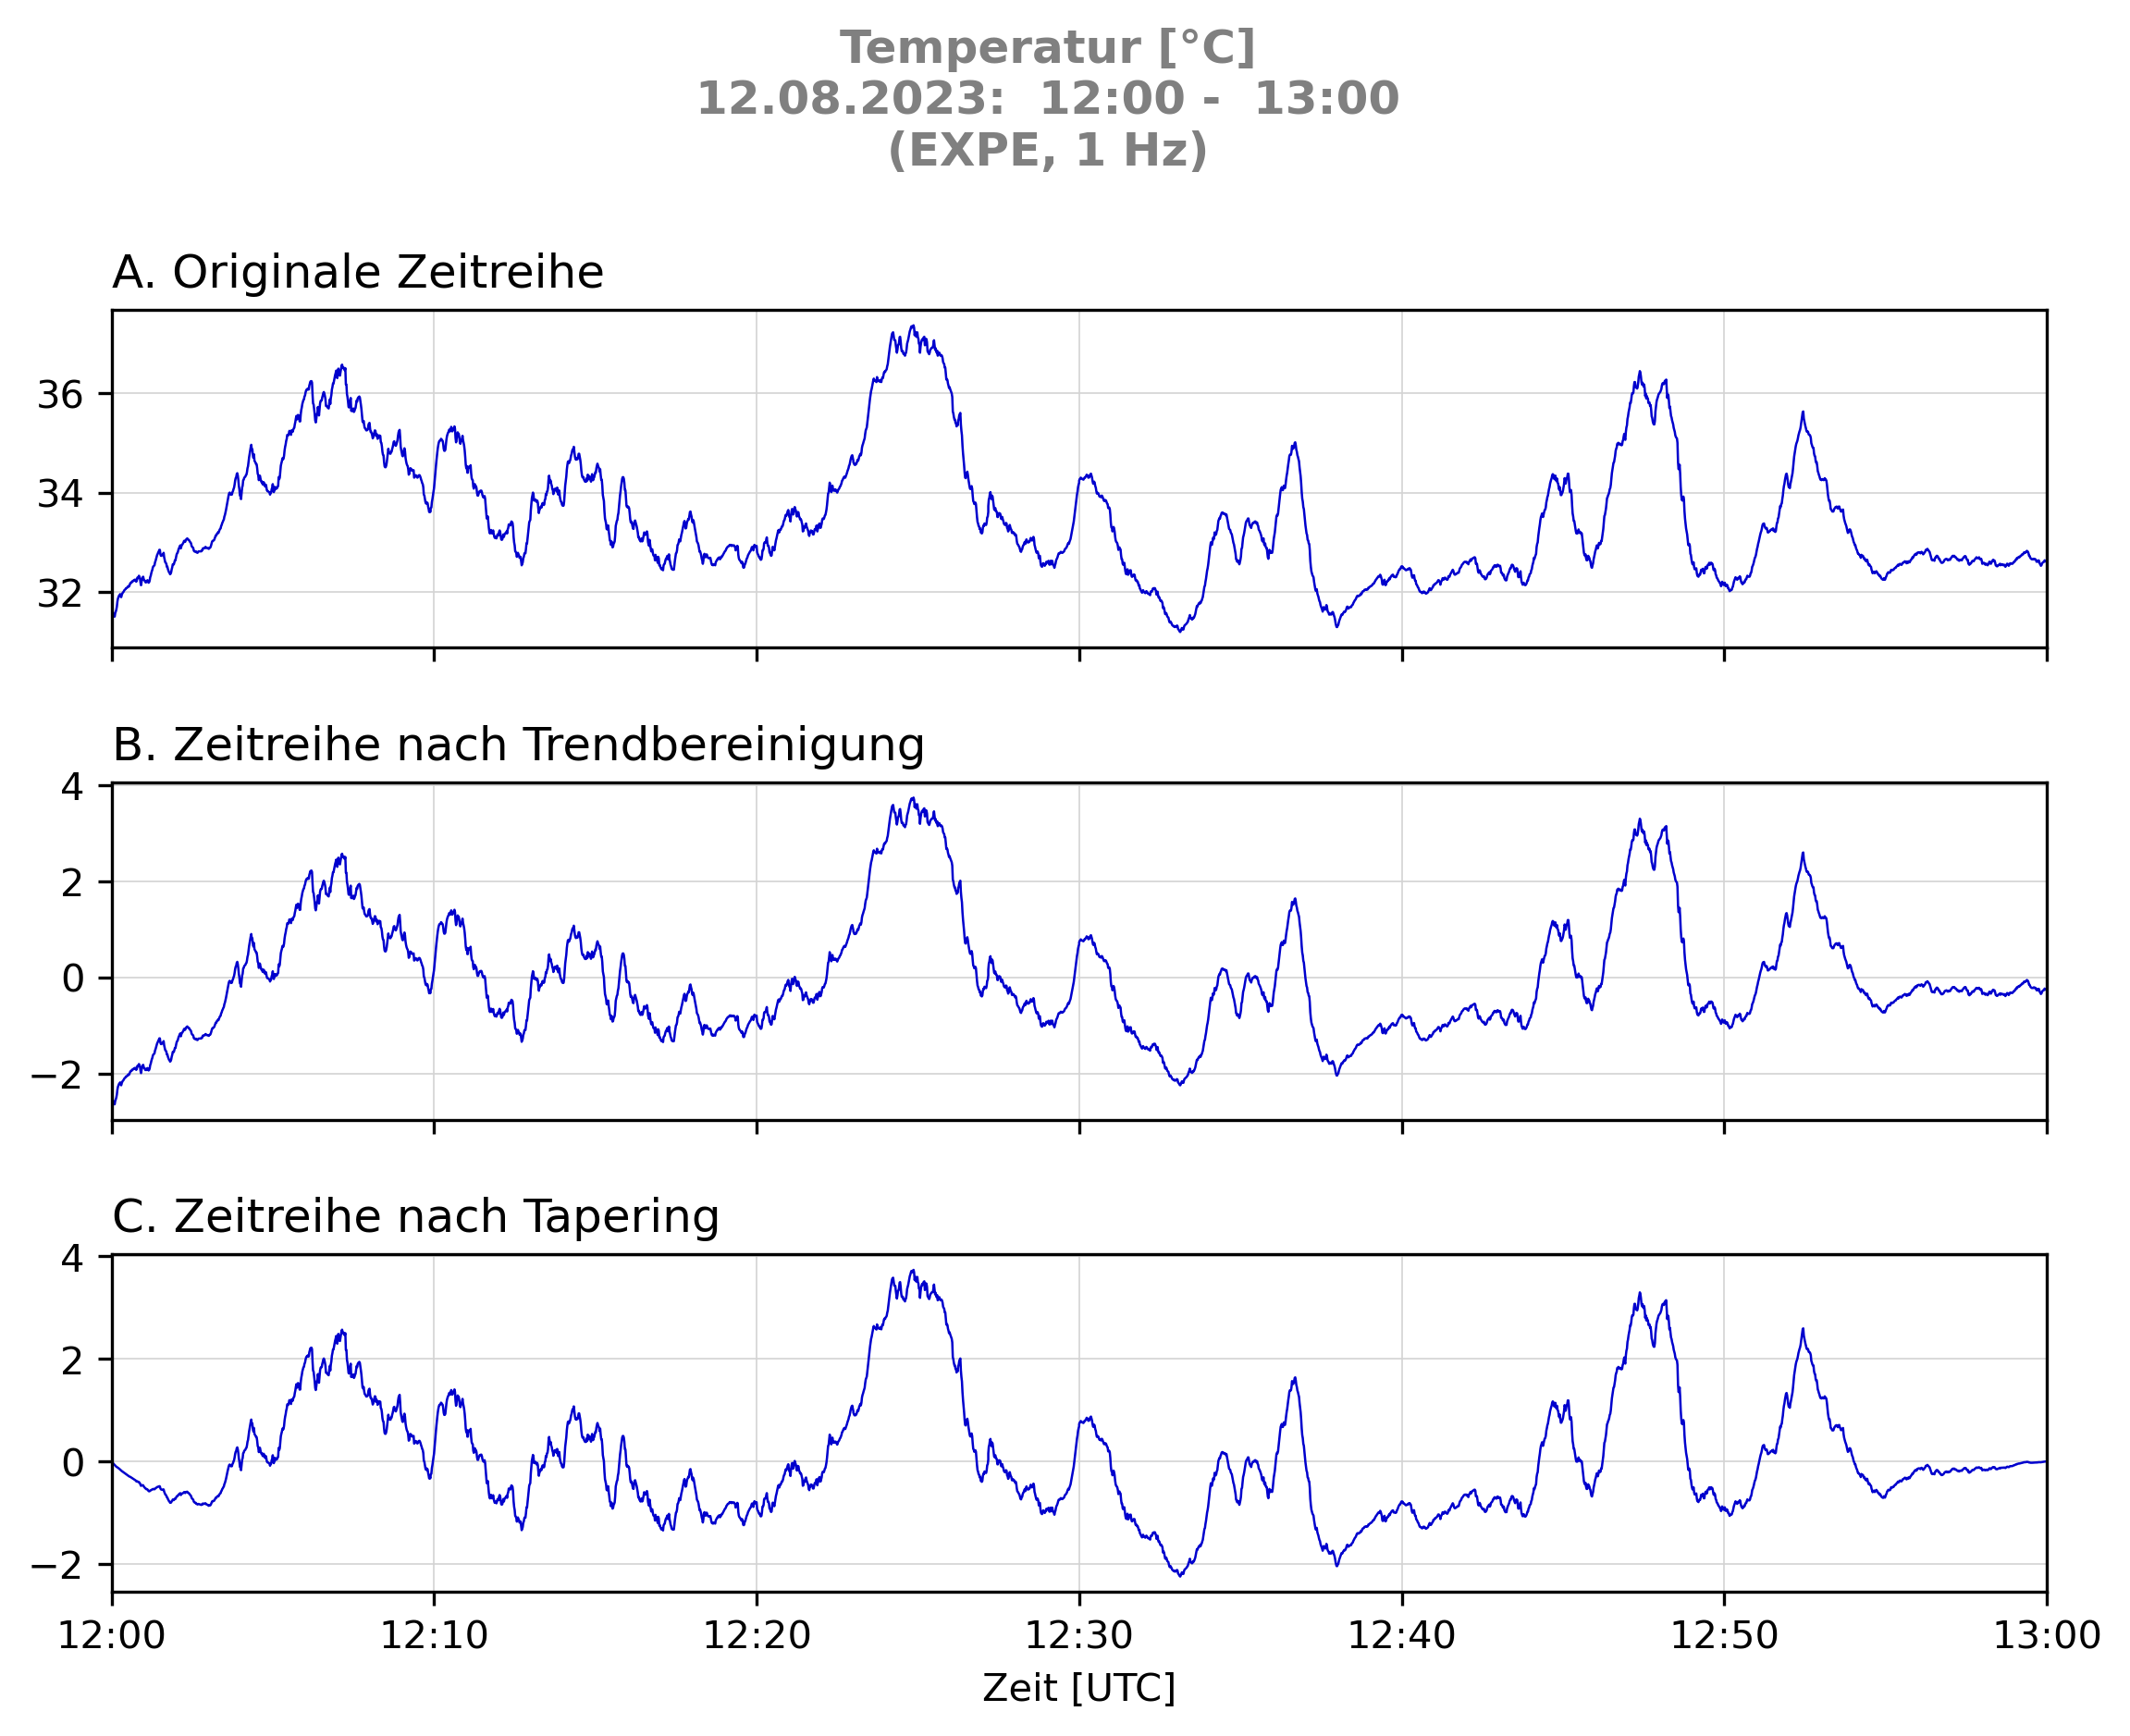 Temperatur [°C]
12.08.2023:  12:00 -  13:00
(EXPE, 1 Hz)
A. Originale Zeitreihe
36
34
32
B. Zeitreihe nach Trendbereinigung
4
2
0
−2
C. Zeitreihe nach Tapering
4
2
0
−2
12:00 12:10 12:20 12:30 12:40 12:50 13:00
Zeit [UTC]